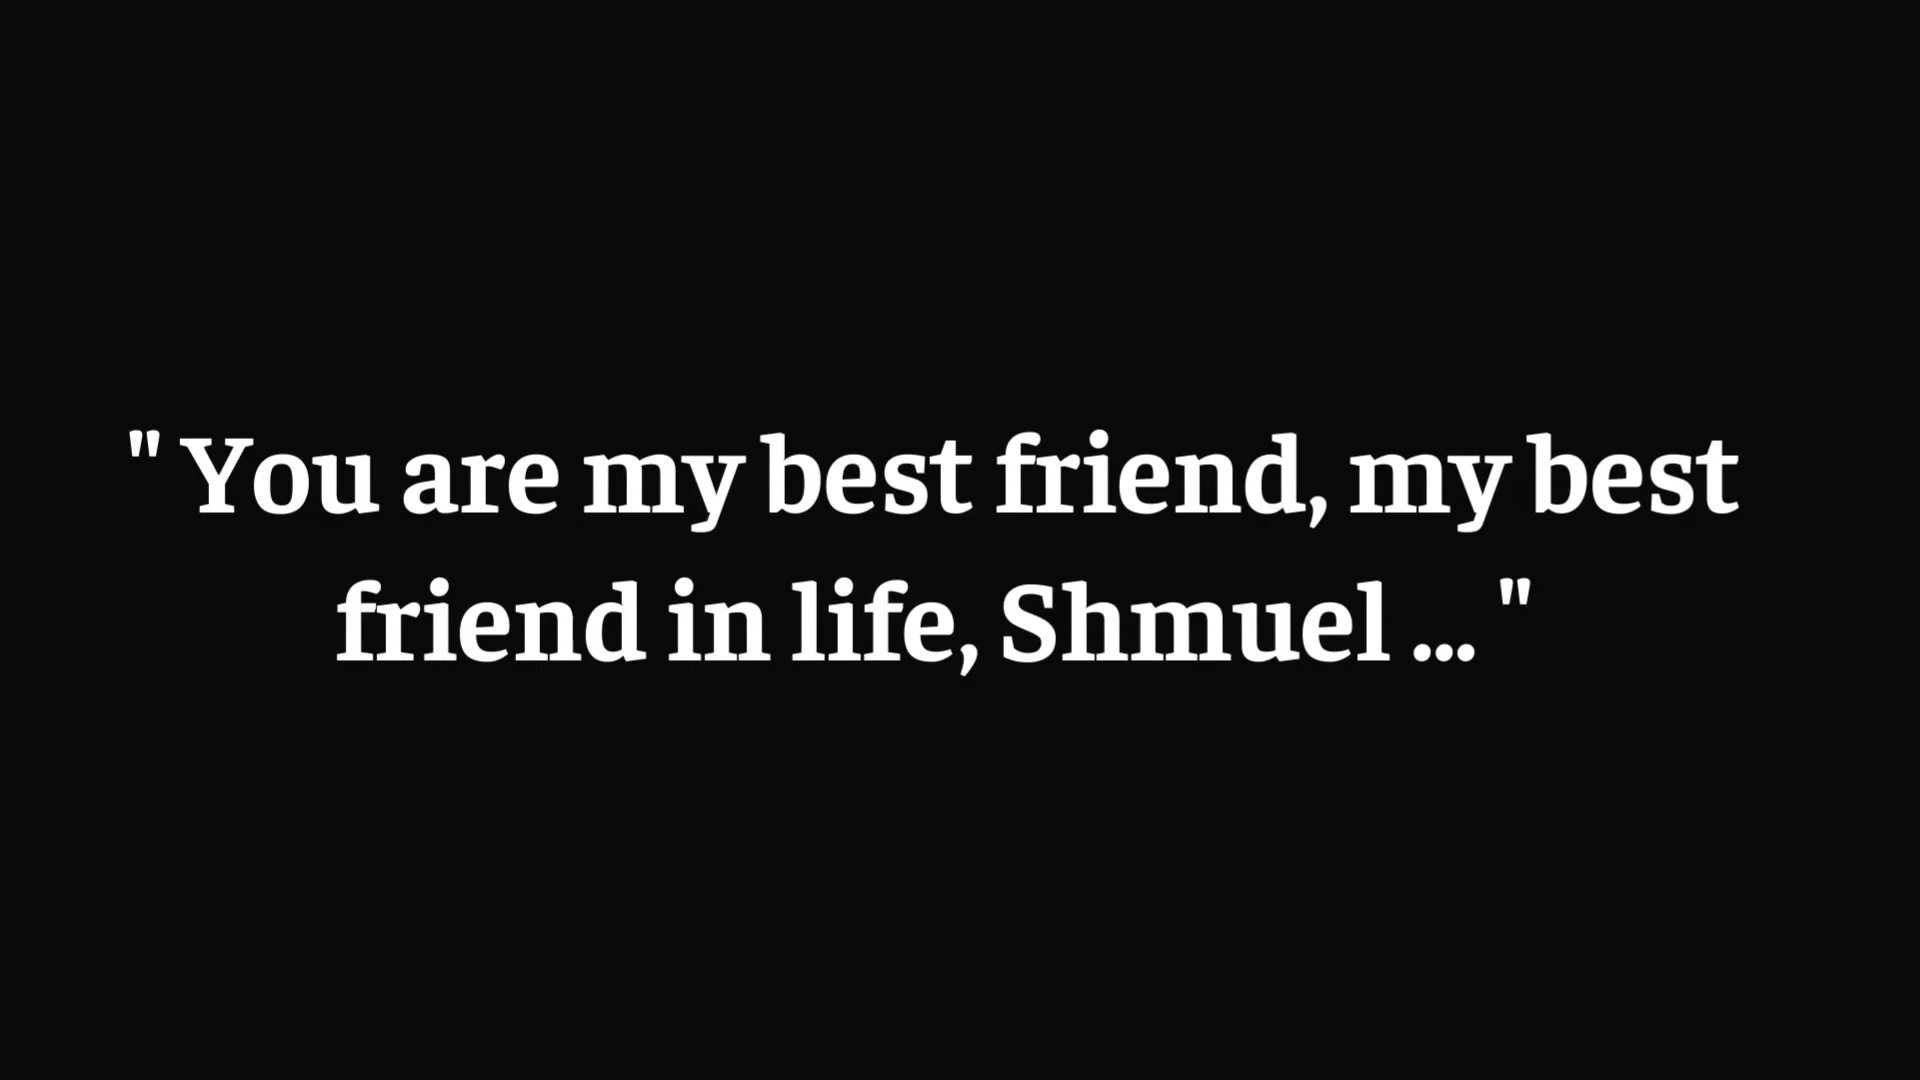 " You are my best friend, my best
friend in life, Shmuel ... "